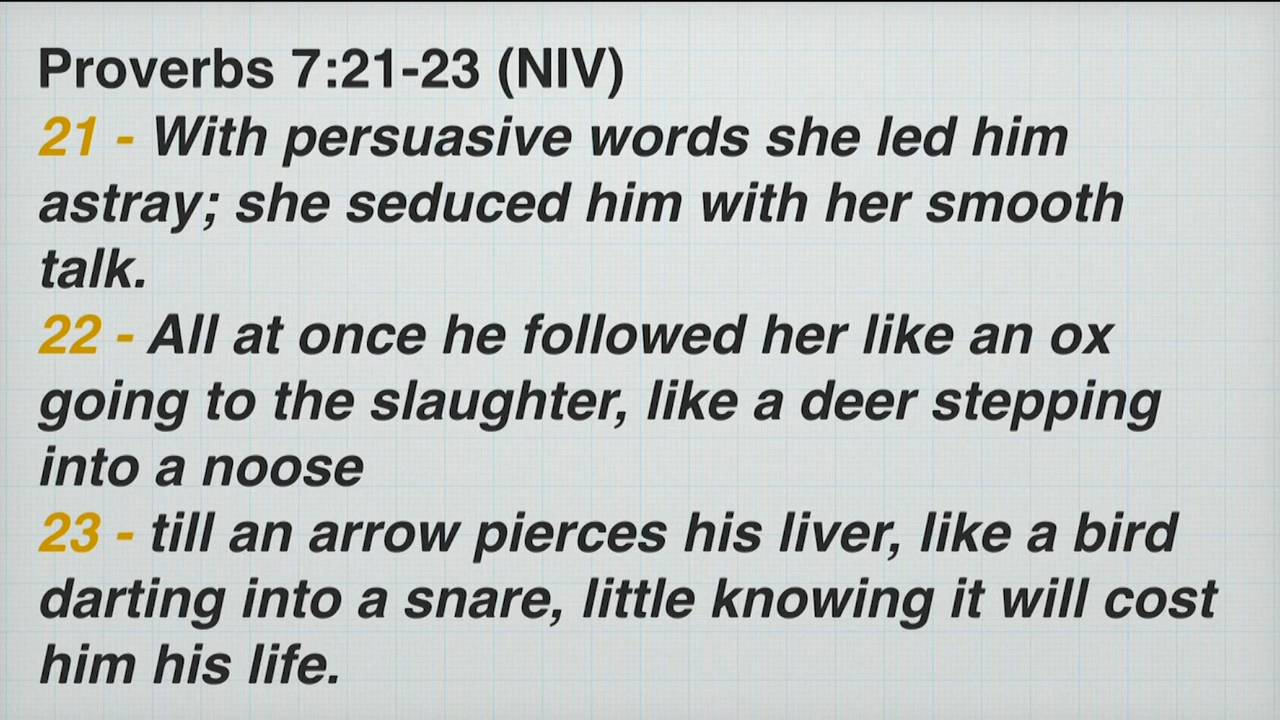 Proverbs 7:21-23 (NIV)
21 - With persuasive words she led him
astray; she seduced him with her smooth
talk.
22 - All at once he followed her like an ox
going to the slaughter, like a deer stepping
into a noose
23 - till an arrow pierces his liver, like a bird
darting into a snare, little knowing it will cost
him his life.